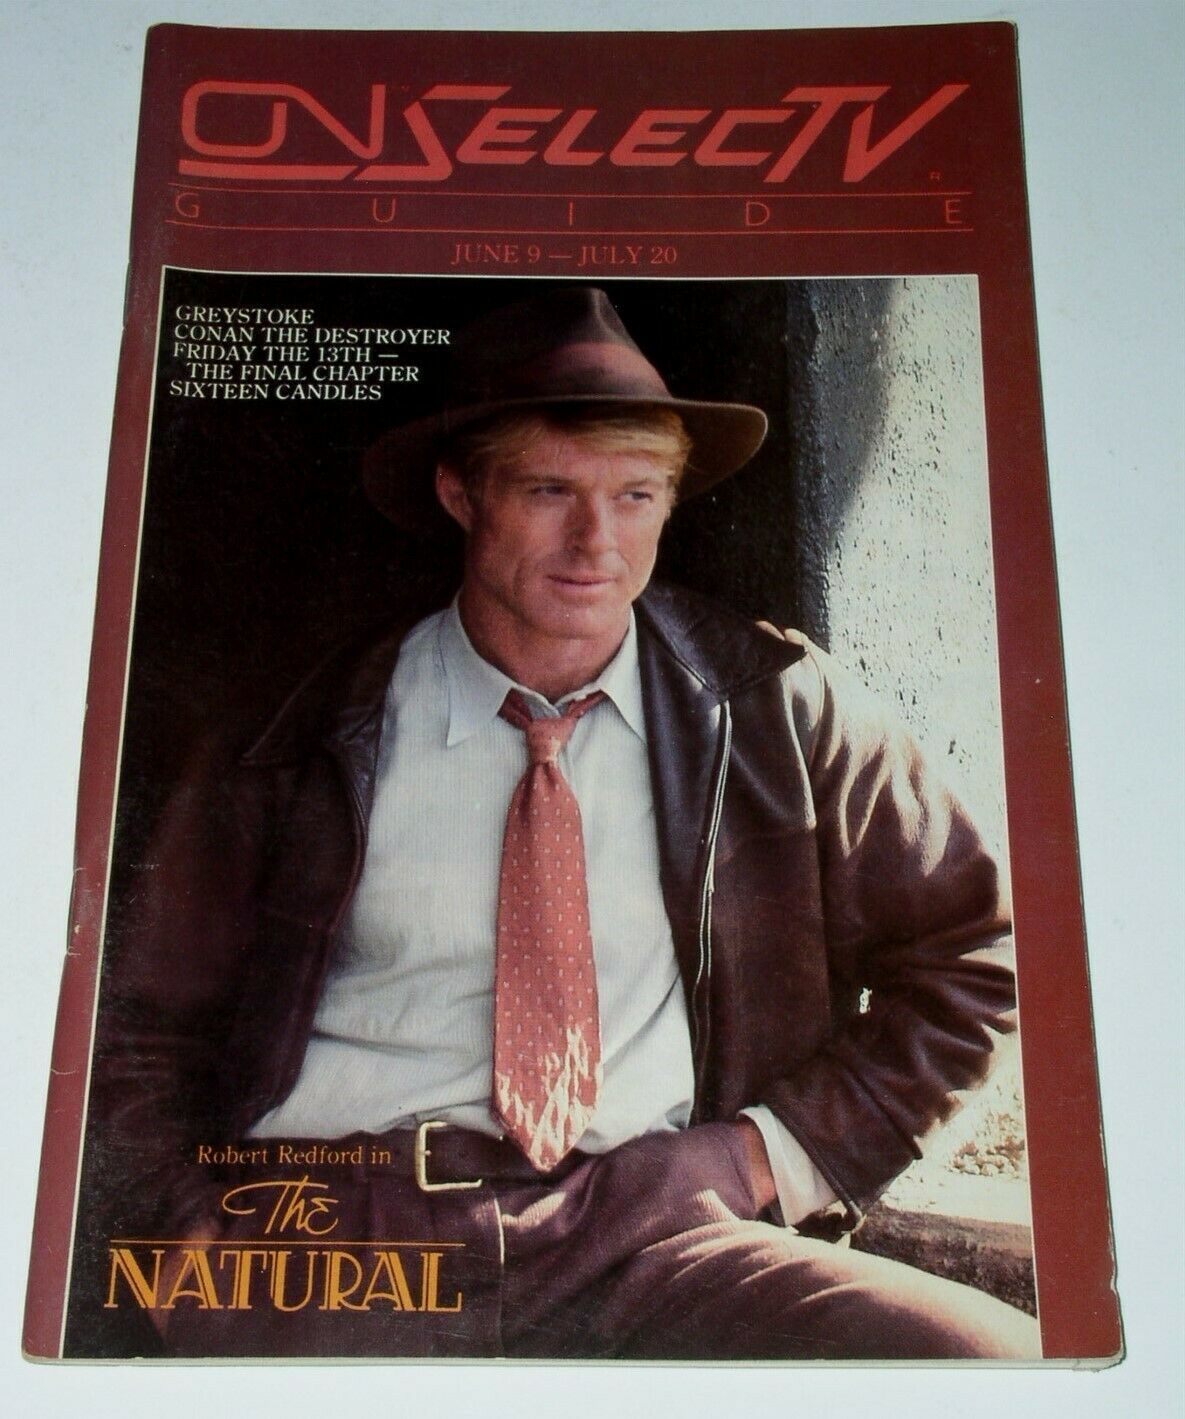 ON SELECTV
GUIDE
JUNE 9 — JULY 20
GREYSTOKE
CONAN THE DESTROYER
FRIDAY THE 13TH —
THE FINAL CHAPTER
SIXTEEN CANDLES
Robert Redford in
The
NATURAL